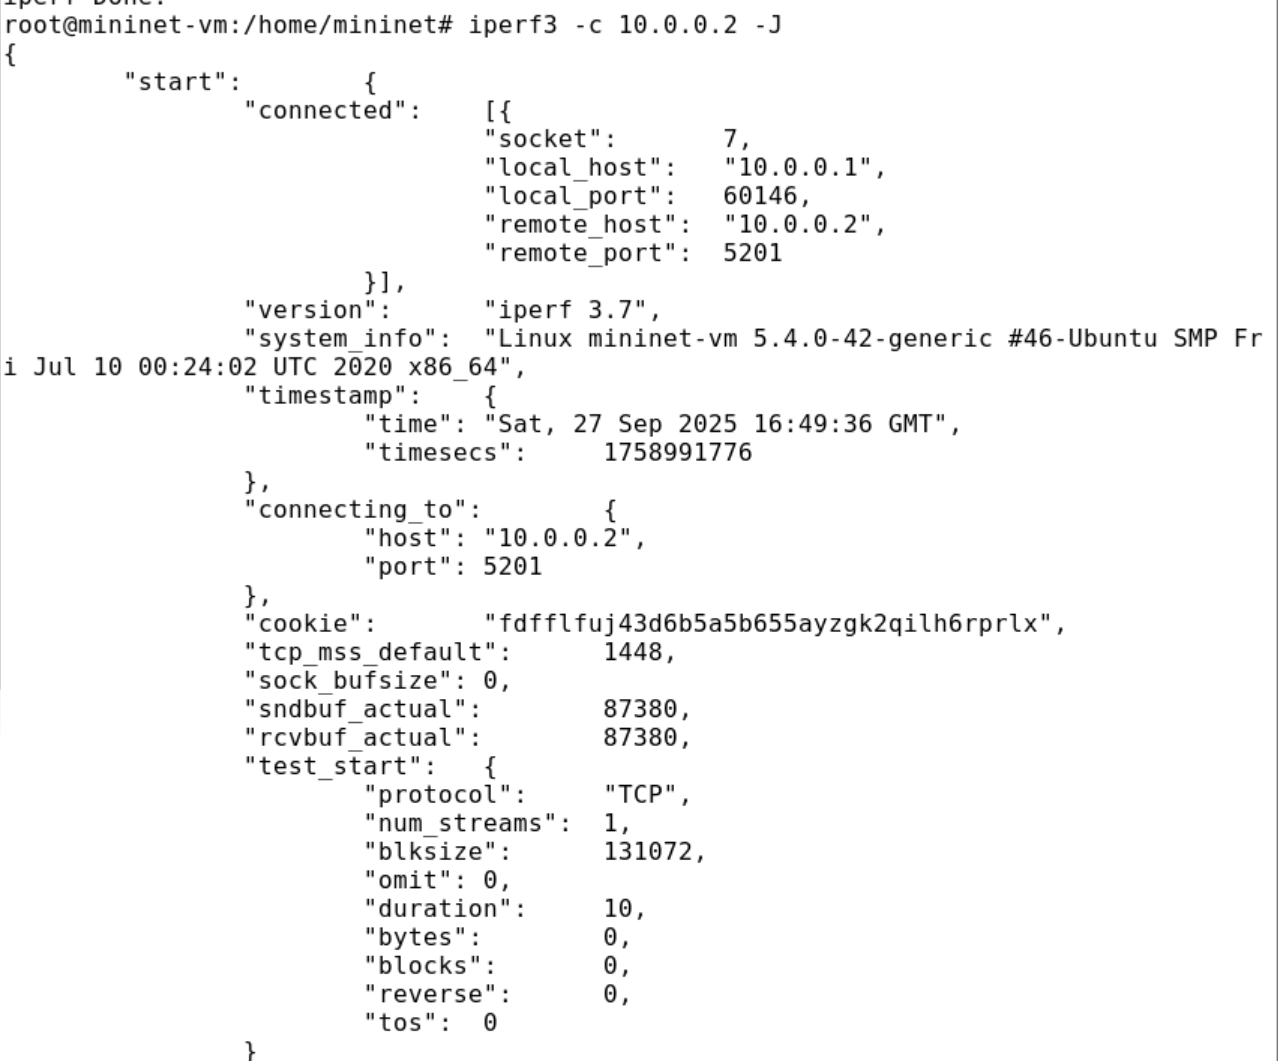 iperf Done.
root@mininet-vm:/home/mininet# iperf3 -c 10.0.0.2 -J
{
        "start":        {
                "connected":    [{
                                "socket":       7,
                                "local_host":   "10.0.0.1",
                                "local_port":   60146,
                                "remote_host":  "10.0.0.2",
                                "remote_port":  5201
                        }],
                "version":      "iperf 3.7",
                "system_info":  "Linux mininet-vm 5.4.0-42-generic #46-Ubuntu SMP Fr
i Jul 10 00:24:02 UTC 2020 x86_64",
                "timestamp":    {
                        "time": "Sat, 27 Sep 2025 16:49:36 GMT",
                        "timesecs":     1758991776
                },
                "connecting_to":        {
                        "host": "10.0.0.2",
                        "port": 5201
                },
                "cookie":       "fdfflfuj43d6b5a5b655ayzgk2qilh6rprlx",
                "tcp_mss_default":      1448,
                "sock_bufsize": 0,
                "sndbuf_actual":        87380,
                "rcvbuf_actual":        87380,
                "test_start":   {
                        "protocol":     "TCP",
                        "num_streams":  1,
                        "blksize":      131072,
                        "omit": 0,
                        "duration":     10,
                        "bytes":        0,
                        "blocks":       0,
                        "reverse":      0,
                        "tos":  0
                }